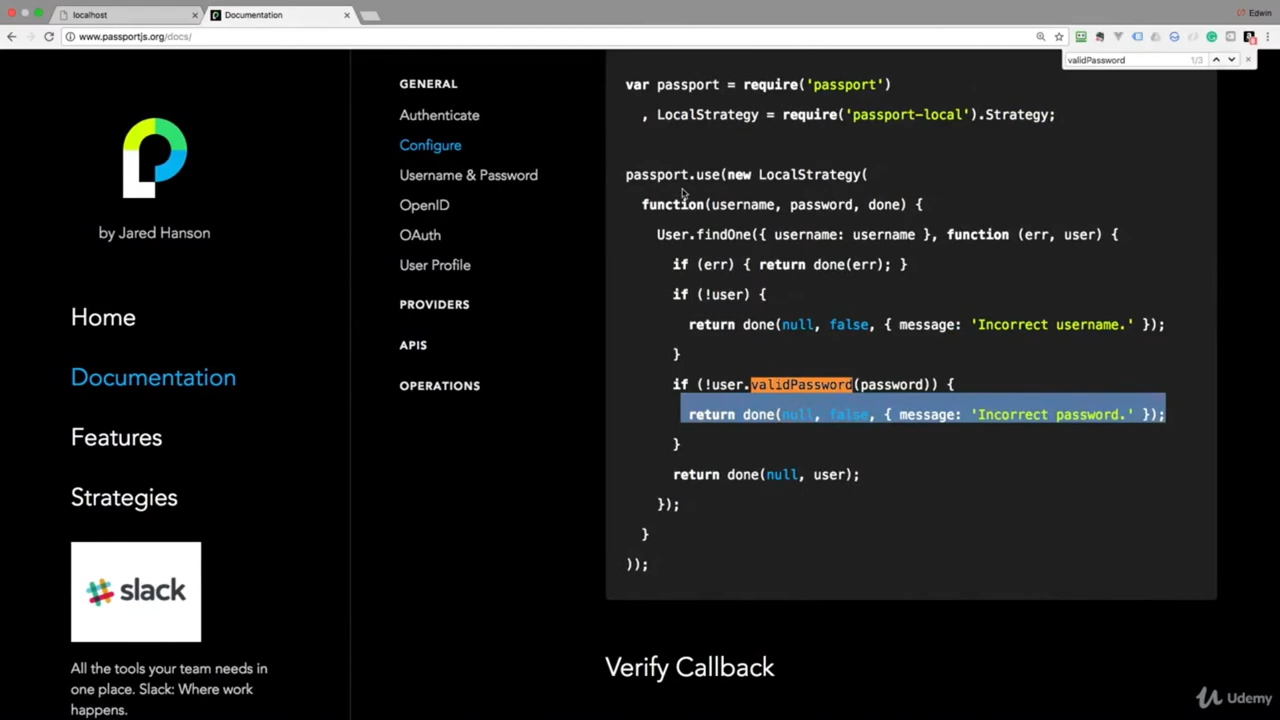 localhost
Documentation
Edwin
www.passportjs.org/docs/
validPassword 1/3
by Jared Hanson
Home
Documentation
Features
Strategies
slack
All the tools your team needs in
one place. Slack: Where work
happens.
GENERAL
Authenticate
Configure
Username & Password
OpenID
OAuth
User Profile
PROVIDERS
APIS
OPERATIONS
var passport = require('passport')
, LocalStrategy = require('passport-local').Strategy;
passport.use(new LocalStrategy(
function(username, password, done) {
User.findOne({ username: username }, function (err, user) {
if (err) { return done(err); }
if (!user) {
return done(null, false, { message: 'Incorrect username.' });
}
if (!user.validPassword(password)) {
return done(null, false, { message: 'Incorrect password.' });
}
return done(null, user);
});
}
));
Verify Callback
Udemy